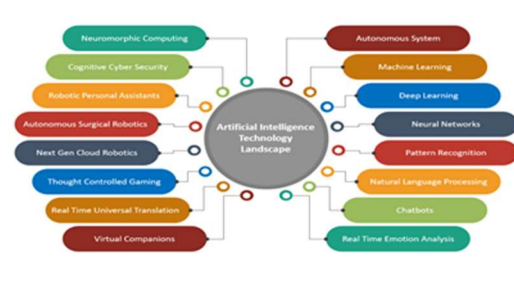 Neuromorphic Computing
Cognitive Cyber Security
Robotic Personal Assistants
Autonomous Surgical Robotics
Next Gen Cloud Robotics
Thought Controlled Gaming
Real Time Universal Translation
Virtual Companions
Artificial Intelligence
Technology
Landscape
Autonomous System
Machine Learning
Deep Learning
Neural Networks
Pattern Recognition
Natural Language Processing
Chatbots
Real Time Emotion Analysis